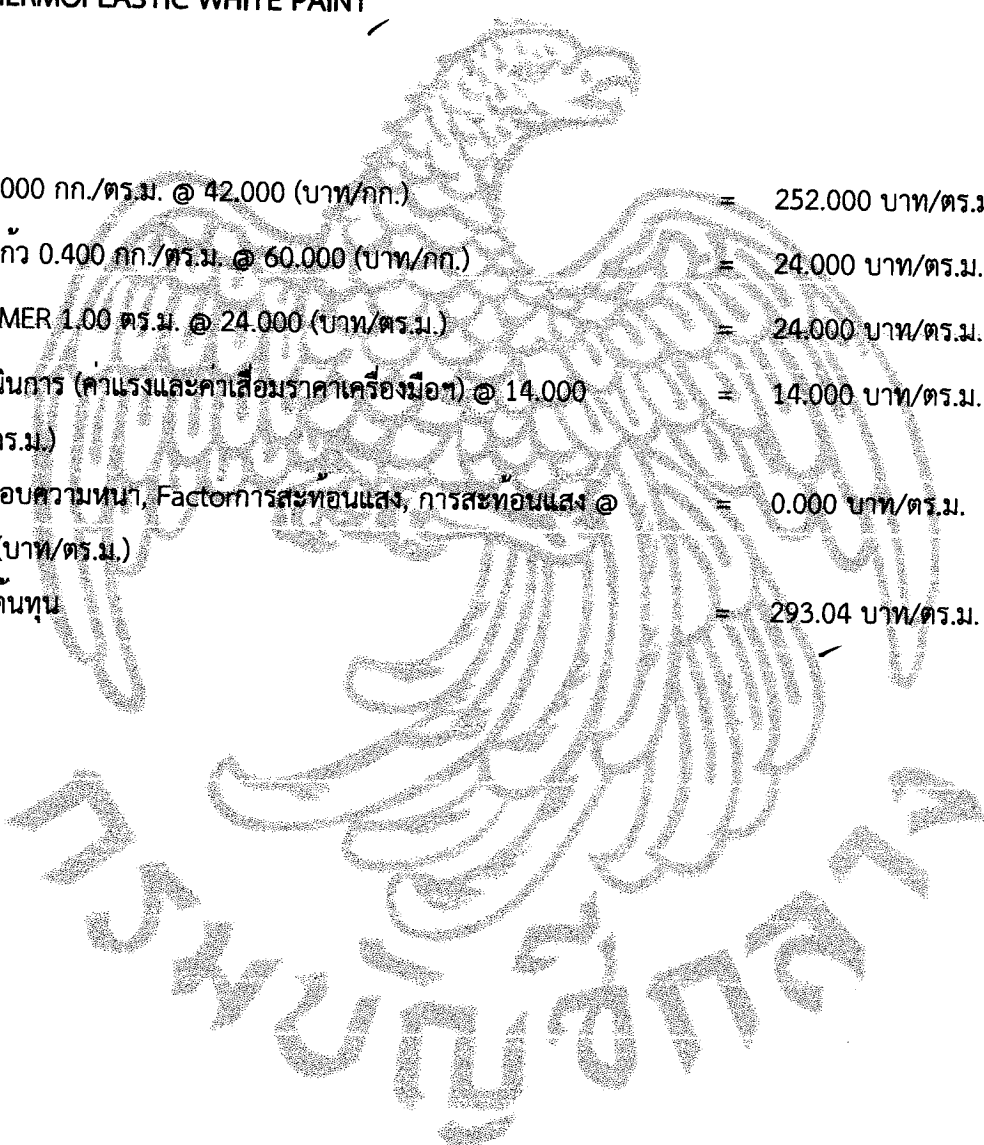 THERMOPLASTIC WHITE PAINT
000 กก./ตร.ม. @ 42.000 (บาท/กก.) = 252.000 บาท/ตร.ม
แก้ว 0.400 กก./ตร.ม. @ 60.000 (บาท/กก.) = 24.000 บาท/ตร.ม.
MER 1.00 ตร.ม. @ 24.000 (บาท/ตร.ม.) = 24.000 บาท/ตร.ม.
เนินการ (ค่าแรงและค่าเสื่อมราคาเครื่องมือฯ) @ 14.000 = 14.000 บาท/ตร.ม.
ตร.ม.)
อบความหนา, Factorการสะท้อนแสง, การสะท้อนแสง @ = 0.000 บาท/ตร.ม.
(บาท/ตร.ม.)
ต้นทุน = 293.04 บาท/ตร.ม.
กรมบัญชีกลาง